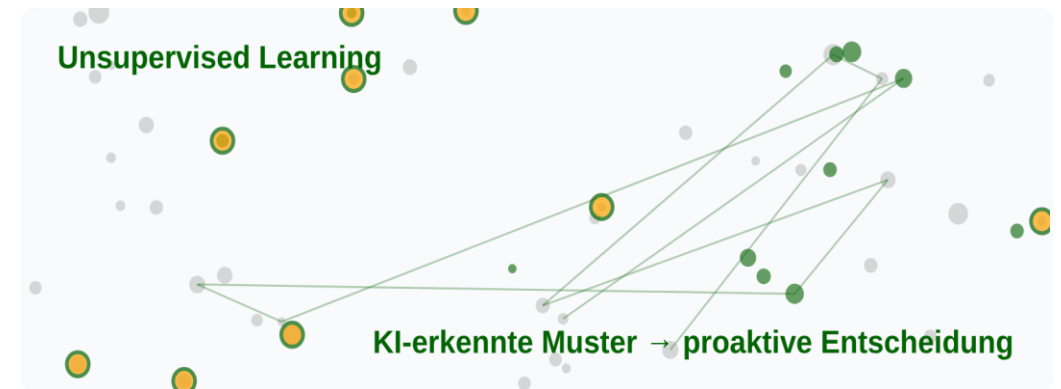 Unsupervised Learning
KI-erkennte Muster → proaktive Entscheidung